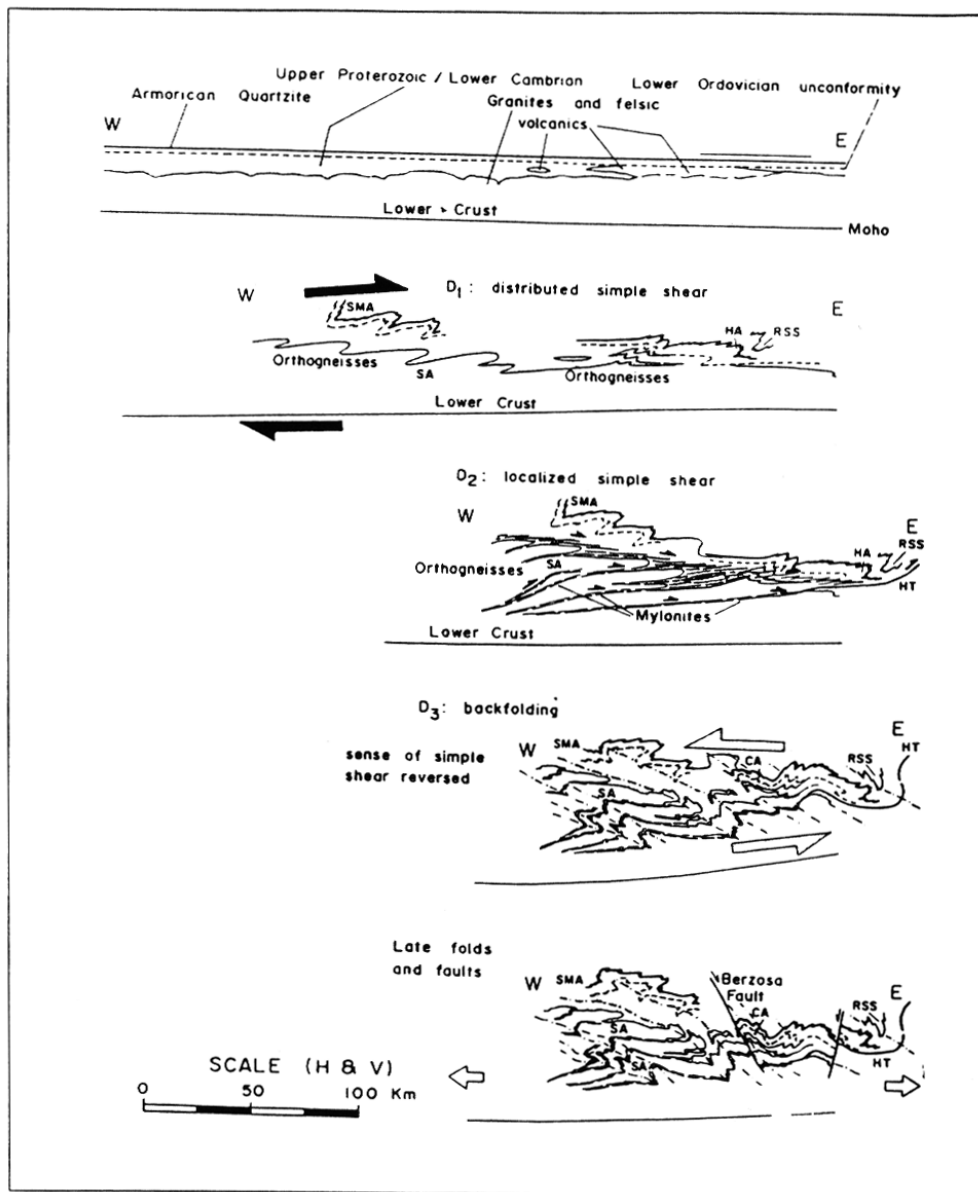 Upper Proterozoic / Lower Cambrian
Lower Ordovician unconformity
Armorican Quartzite
Granites and felsic
volcanics
W
E
Lower Crust
Moho
W
D1: distributed simple shear
E
SMA
HA
RSS
Orthogneisses
SA
Orthogneisses
Lower Crust
D2: localized simple shear
W
SMA
E
RSS
HA
Orthogneisses
SA
HT
Mylonites
Lower Crust
D3: backfolding
W
E
sense of simple
shear reversed
SMA
CA
RSS
HT
SA
Late folds
and faults
W
SMA
Berzosa
Fault
E
CA
RSS
SA
HT
SA
SCALE (H & V)
0 50 100 Km